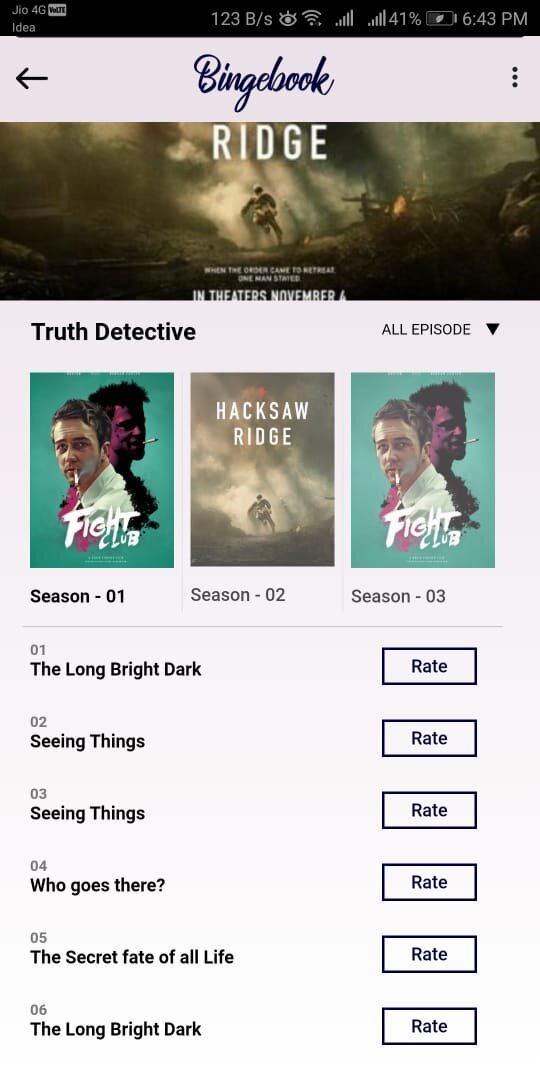 Jio 4G VoLTE
Idea
123 B/s
41%
6:43 PM
Bingebook
RIDGE
WHEN THE ORDER CAME TO RETREAT,
ONE MAN STAYED.
IN THEATERS NOVEMBER 4
Truth Detective
ALL EPISODE ▼
FIGHT
CLUB
HACKSAW
RIDGE
FIGHT
CLUB
Season - 01
Season - 02
Season - 03
01
The Long Bright Dark
Rate
02
Seeing Things
Rate
03
Seeing Things
Rate
04
Who goes there?
Rate
05
The Secret fate of all Life
Rate
06
The Long Bright Dark
Rate